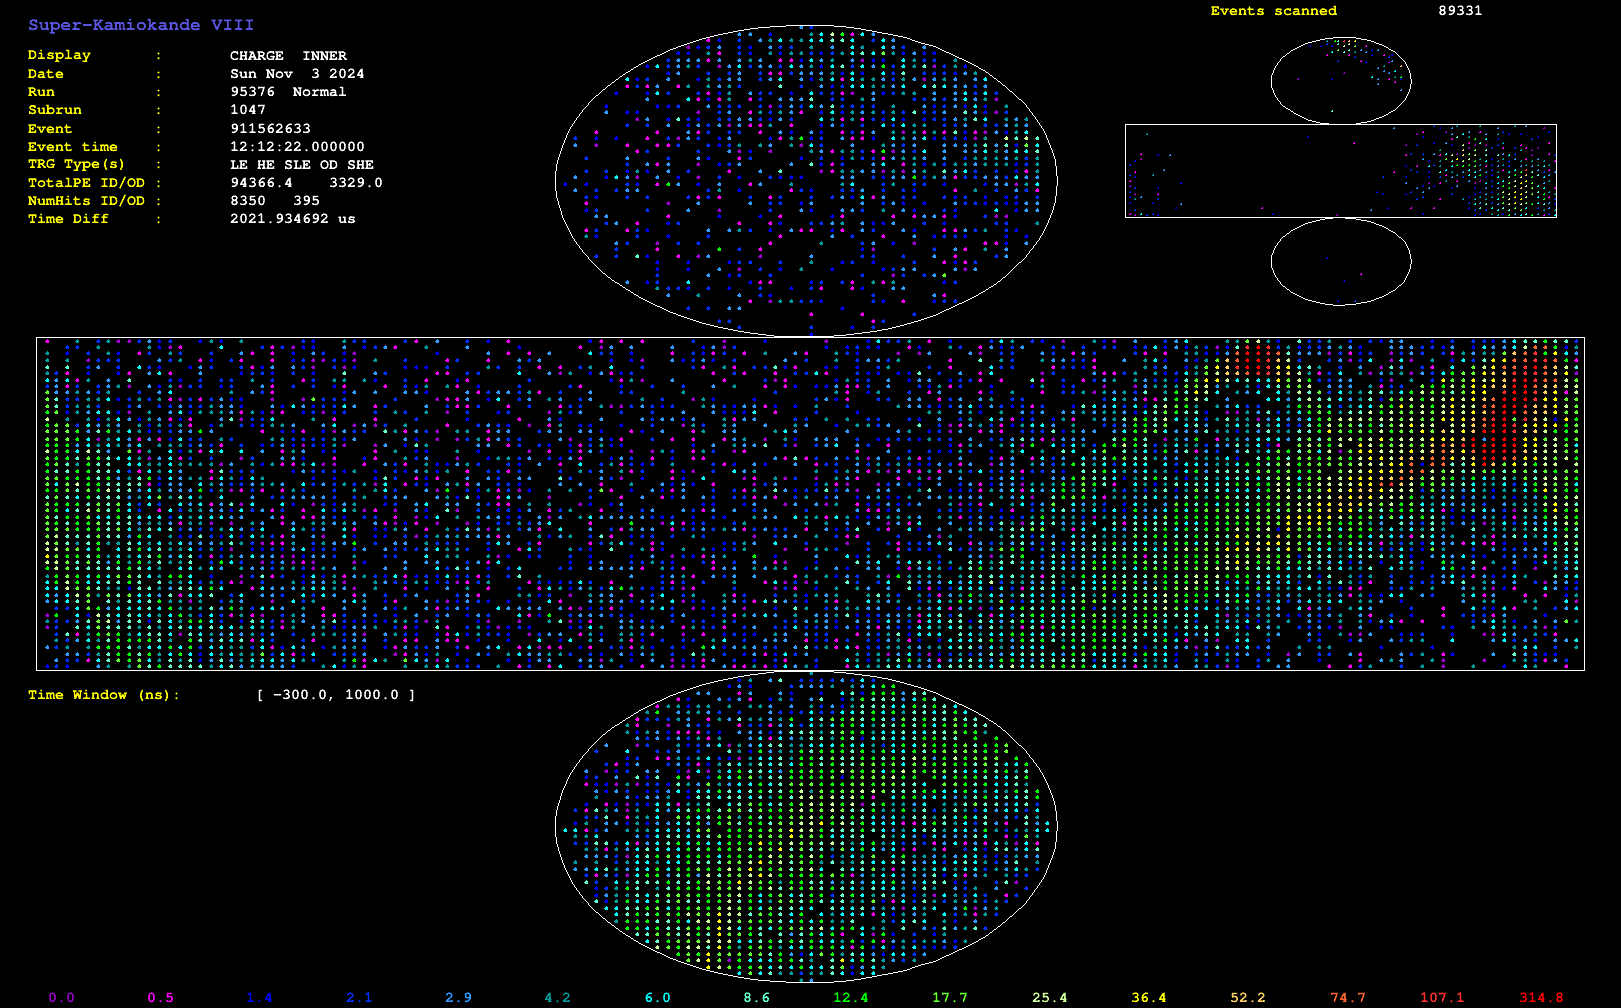 Super-Kamiokande VIII
Events scanned 89331
Display : CHARGE INNER
Date : Sun Nov 3 2024
Run : 95376 Normal
Subrun : 1047
Event : 911562633
Event time : 12:12:22.000000
TRG Type(s) : LE HE SLE OD SHE
TotalPE ID/OD : 94366.4 3329.0
NumHits ID/OD : 8350 395
Time Diff : 2021.934692 us
Time Window (ns): [ -300.0, 1000.0 ]
0.0 0.5 1.4 2.1 2.9 4.2 6.0 8.6 12.4 17.7 25.4 36.4 52.2 74.7 107.1 314.8